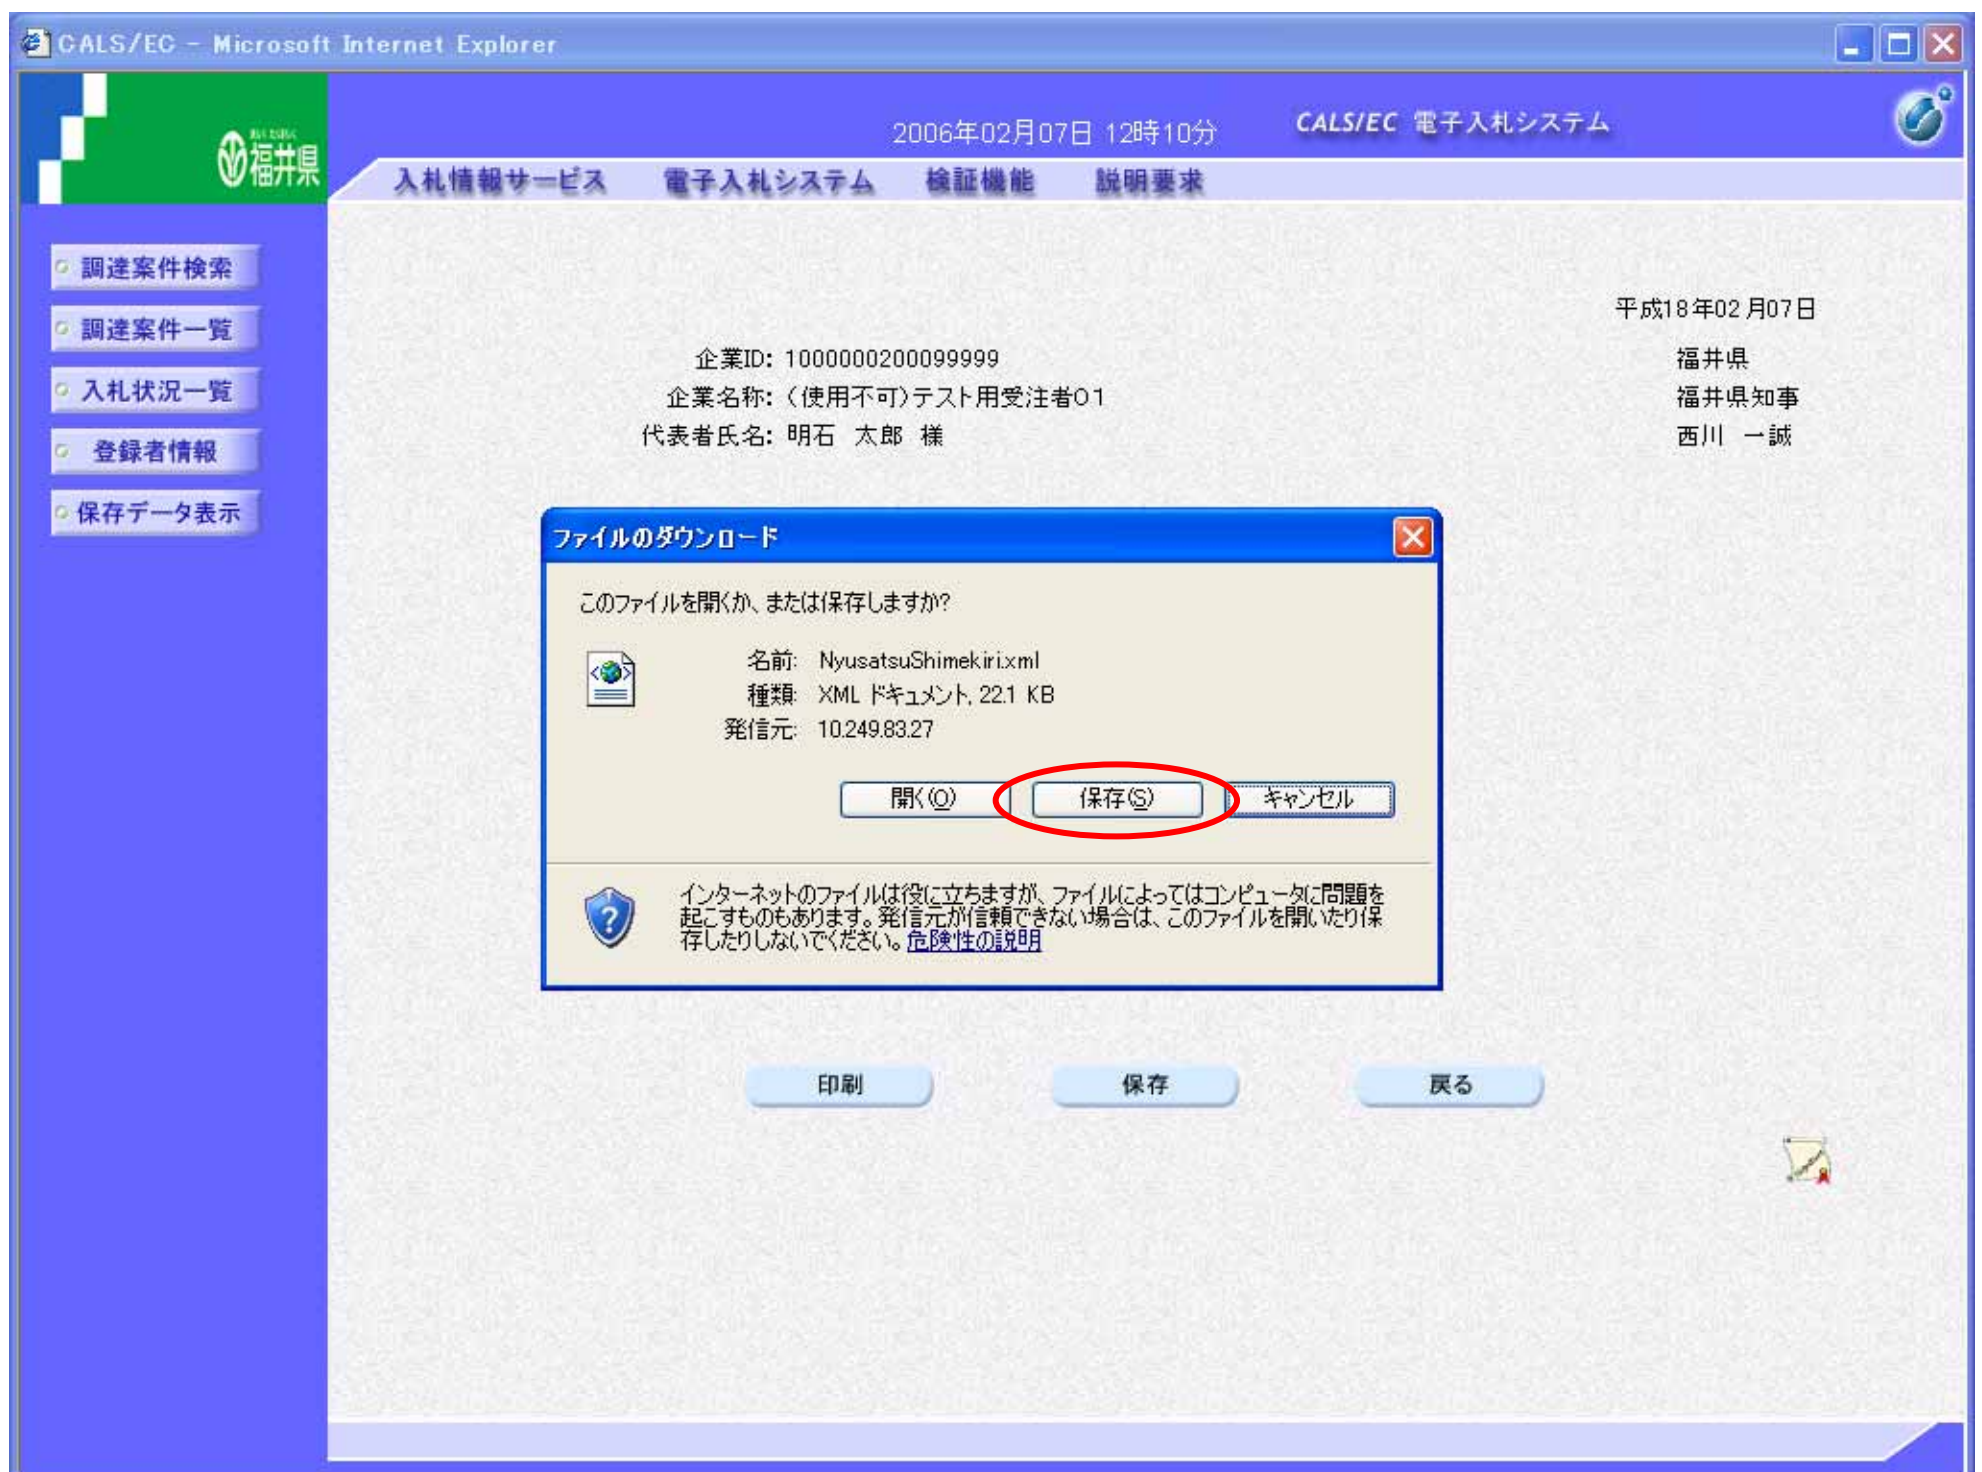 CALS/EC - Microsoft Internet Explorer
福井県
2006年02月07日 12時10分
CALS/EC 電子入札システム
入札情報サービス 電子入札システム 検証機能 説明要求
調達案件検索
調達案件一覧
入札状況一覧
登録者情報
保存データ表示
平成18年02月07日
企業ID: 1000000200099999
福井県
企業名称:(使用不可)テスト用受注者01
福井県知事
代表者氏名: 明石 太郎 様
西川 一誠
ファイルのダウンロード
このファイルを開くか、または保存しますか?
名前: NyusatsuShimekiri.xml
種類: XML ドキュメント, 22.1 KB
発信元: 10.249.83.27
開く(O) 保存(S) キャンセル
インターネットのファイルは役に立ちますが、ファイルによってはコンピュータに問題を
起こすものもあります。発信元が信頼できない場合は、このファイルを開いたり保
存したりしないでください。危険性の説明
印刷 保存 戻る